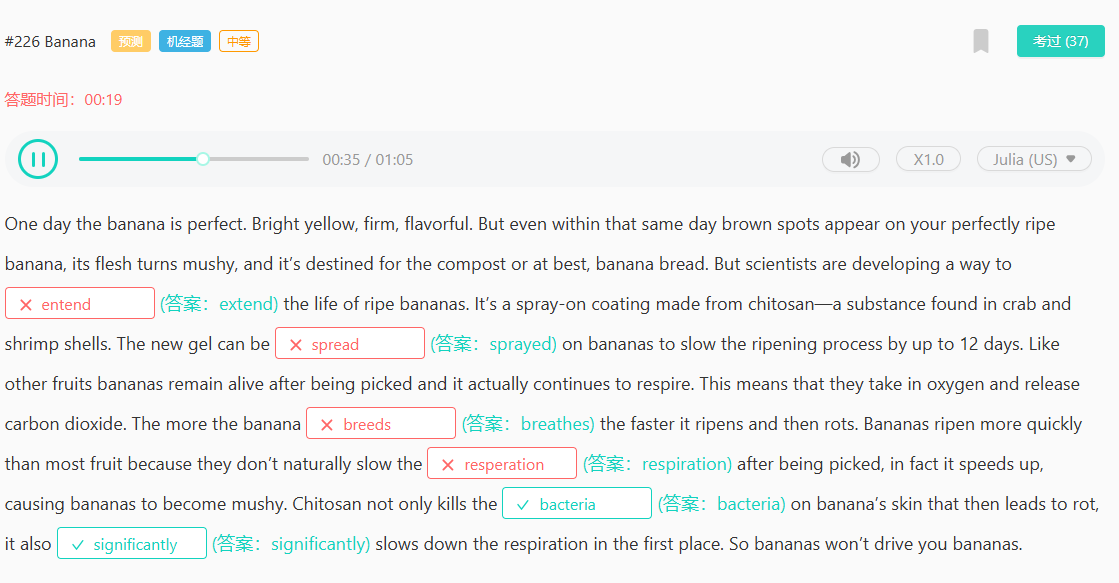 #226 Banana 预测 机经题 中等 考过 (37)
答题时间：00:19
00:35 / 01:05 X1.0 Julia (US)
One day the banana is perfect. Bright yellow, firm, flavorful. But even within that same day brown spots appear on your perfectly ripe
banana, its flesh turns mushy, and it’s destined for the compost or at best, banana bread. But scientists are developing a way to
entend (答案：extend) the life of ripe bananas. It’s a spray-on coating made from chitosan—a substance found in crab and
shrimp shells. The new gel can be spread (答案：sprayed) on bananas to slow the ripening process by up to 12 days. Like
other fruits bananas remain alive after being picked and it actually continues to respire. This means that they take in oxygen and release
carbon dioxide. The more the banana breeds (答案：breathes) the faster it ripens and then rots. Bananas ripen more quickly
than most fruit because they don’t naturally slow the resperation (答案：respiration) after being picked, in fact it speeds up,
causing bananas to become mushy. Chitosan not only kills the bacteria (答案：bacteria) on banana’s skin that then leads to rot,
it also significantly (答案：significantly) slows down the respiration in the first place. So bananas won’t drive you bananas.